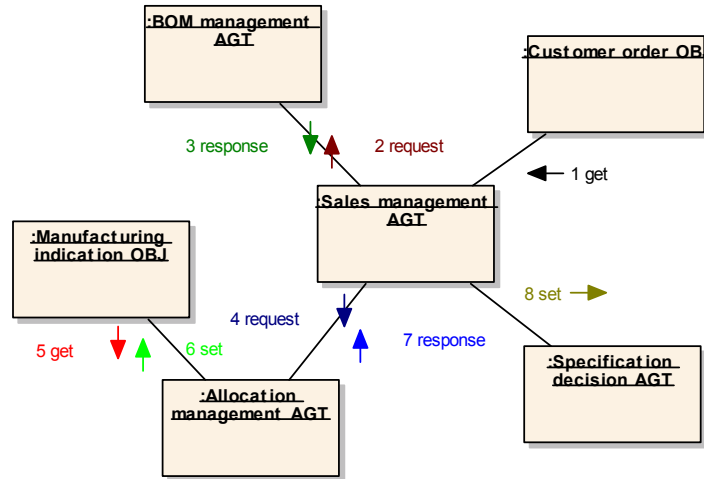 :BOM management
AGT
:Customer order OB
3 response
2 request
1 get
:Sales management
AGT
:Manufacturing
indication OBJ
8 set
4 request
7 response
5 get
6 set
:Specification
decision AGT
:Allocation
management AGT